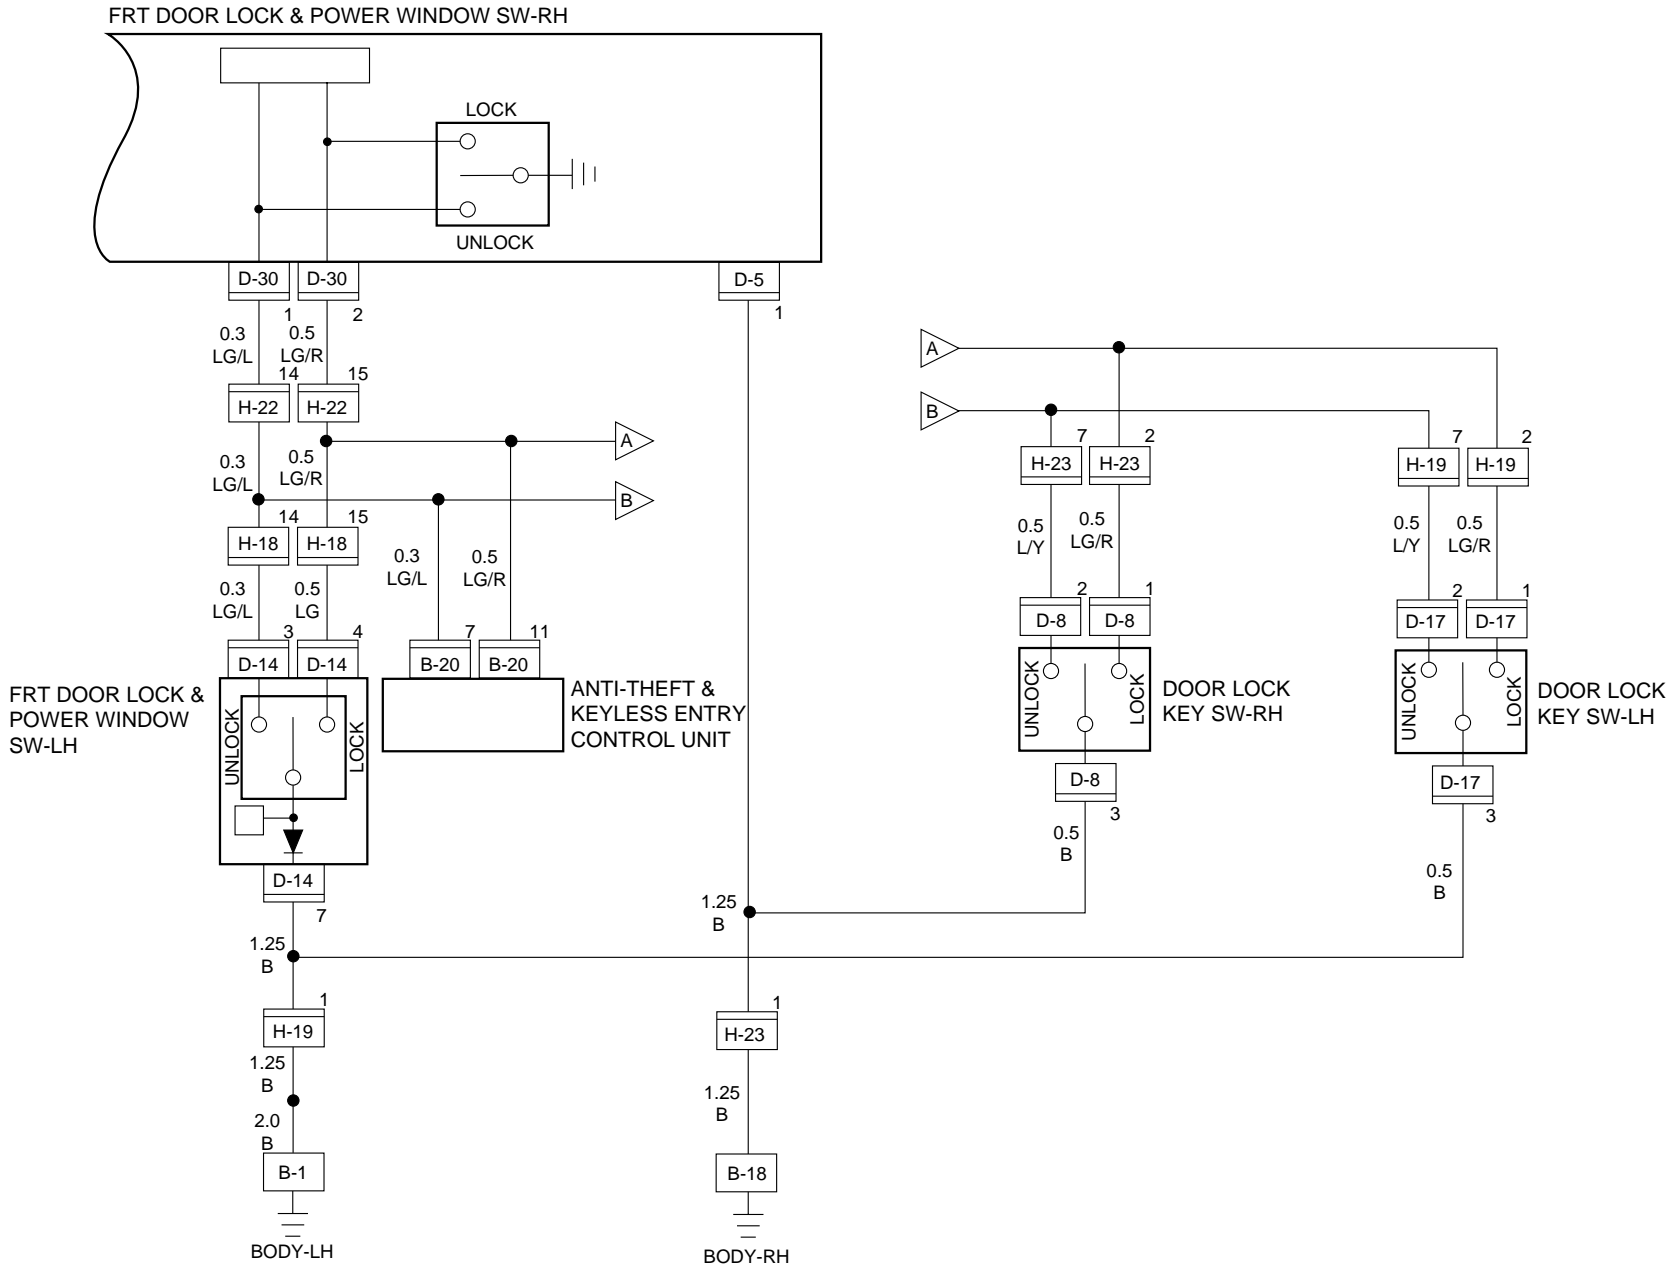 FRT DOOR LOCK & POWER WINDOW SW-RH
LOCK
UNLOCK
D-30
D-30
D-5
1
2
1
0.3
LG/L
0.5
LG/R
14
15
H-22
H-22
A
B
0.3
LG/L
0.5
LG/R
A
B
14
15
H-18
H-18
0.3
LG/L
0.5
LG
0.3
LG/L
0.5
LG/R
3
4
7
11
D-14
D-14
B-20
B-20
FRT DOOR LOCK &
POWER WINDOW
SW-LH
UNLOCK
LOCK
ANTI-THEFT &
KEYLESS ENTRY
CONTROL UNIT
D-14
7
7
2
H-23
H-23
7
2
H-19
H-19
0.5
L/Y
0.5
LG/R
0.5
L/Y
0.5
LG/R
2
1
D-8
D-8
2
1
D-17
D-17
UNLOCK
LOCK
DOOR LOCK
KEY SW-RH
UNLOCK
LOCK
DOOR LOCK
KEY SW-LH
D-8
3
D-17
3
0.5
B
0.5
B
1.25
B
1.25
B
1
H-19
1
H-23
1.25
B
1.25
B
2.0
B
B-1
B-18
BODY-LH
BODY-RH